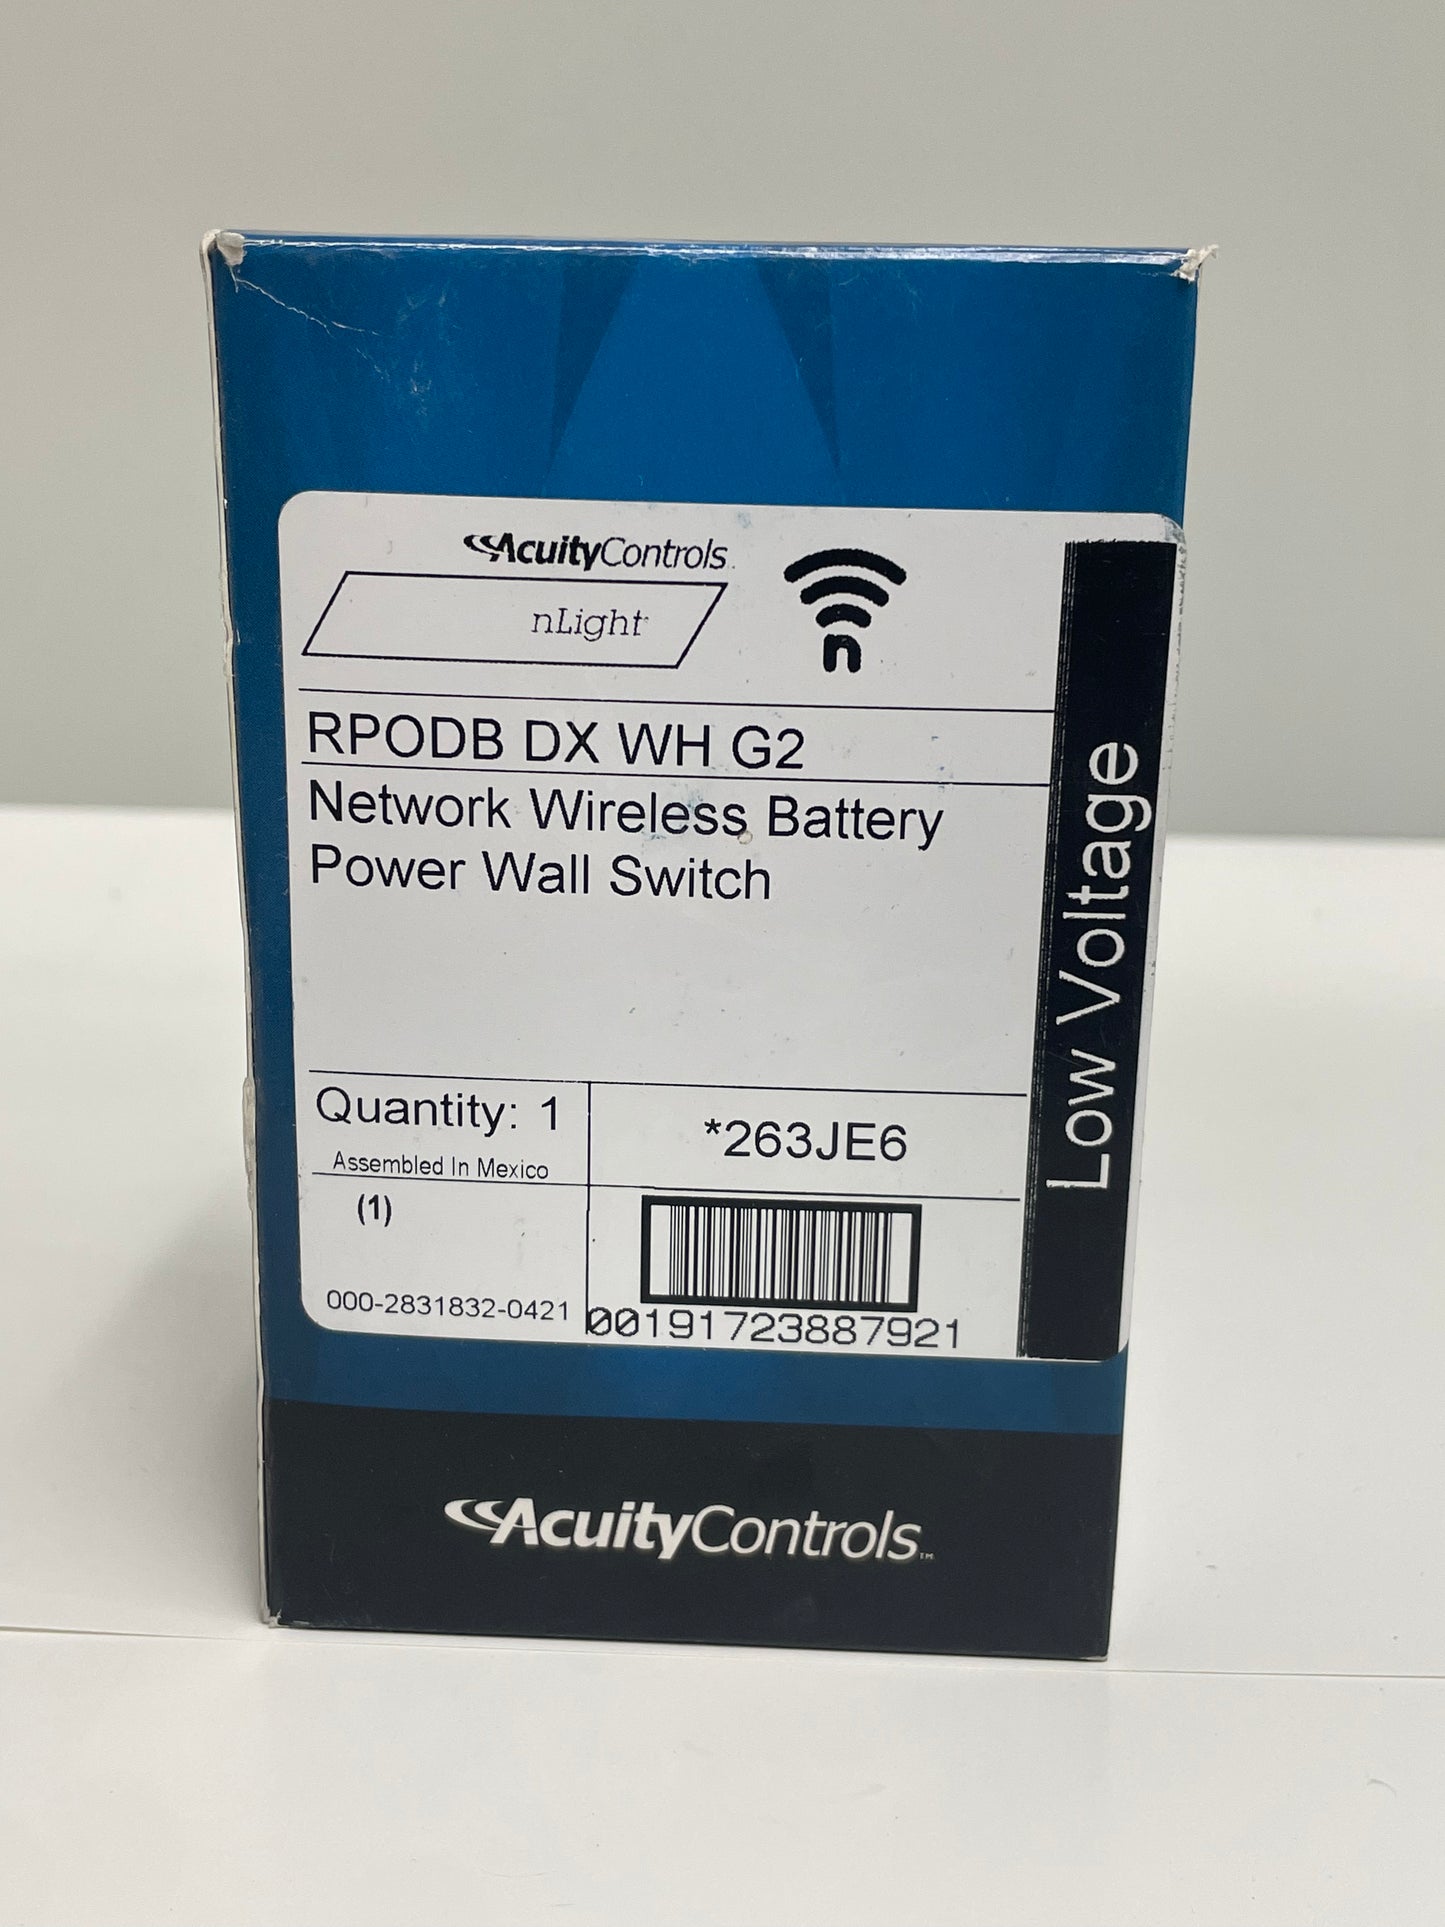 AcuityControls
nLight
n
RPODB DX WH G2
Network Wireless Battery
Power Wall Switch
Low Voltage
Quantity: 1
Assembled In Mexico
*263JE6
(1)
000-2831832-0421
00191723887921
AcuityControls™